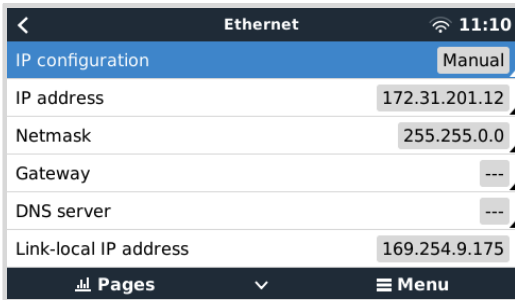 Ethernet 11:10
IP configuration Manual
IP address 172.31.201.12
Netmask 255.255.0.0
Gateway ---
DNS server ---
Link-local IP address 169.254.9.175
Pages Menu